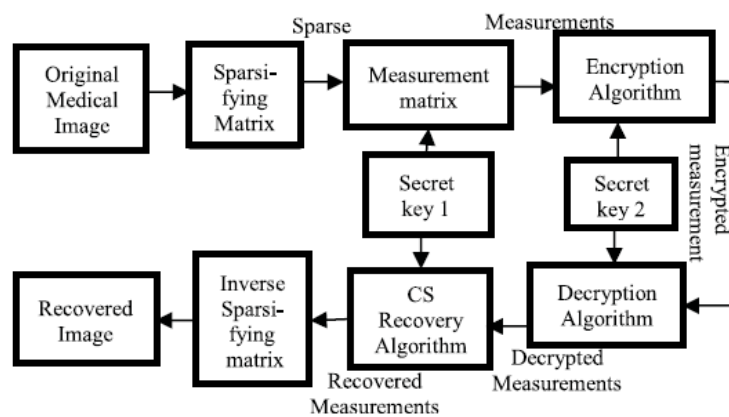 Sparse
Measurements
Original
Medical
Image
Sparsi-
fying
Matrix
Measurement
matrix
Encryption
Algorithm
Secret
key 1
Secret
key 2
Encrypted
measurement
Recovered
Image
Inverse
Sparsi-
fying
matrix
CS
Recovery
Algorithm
Decryption
Algorithm
Decrypted
Measurements
Recovered
Measurements